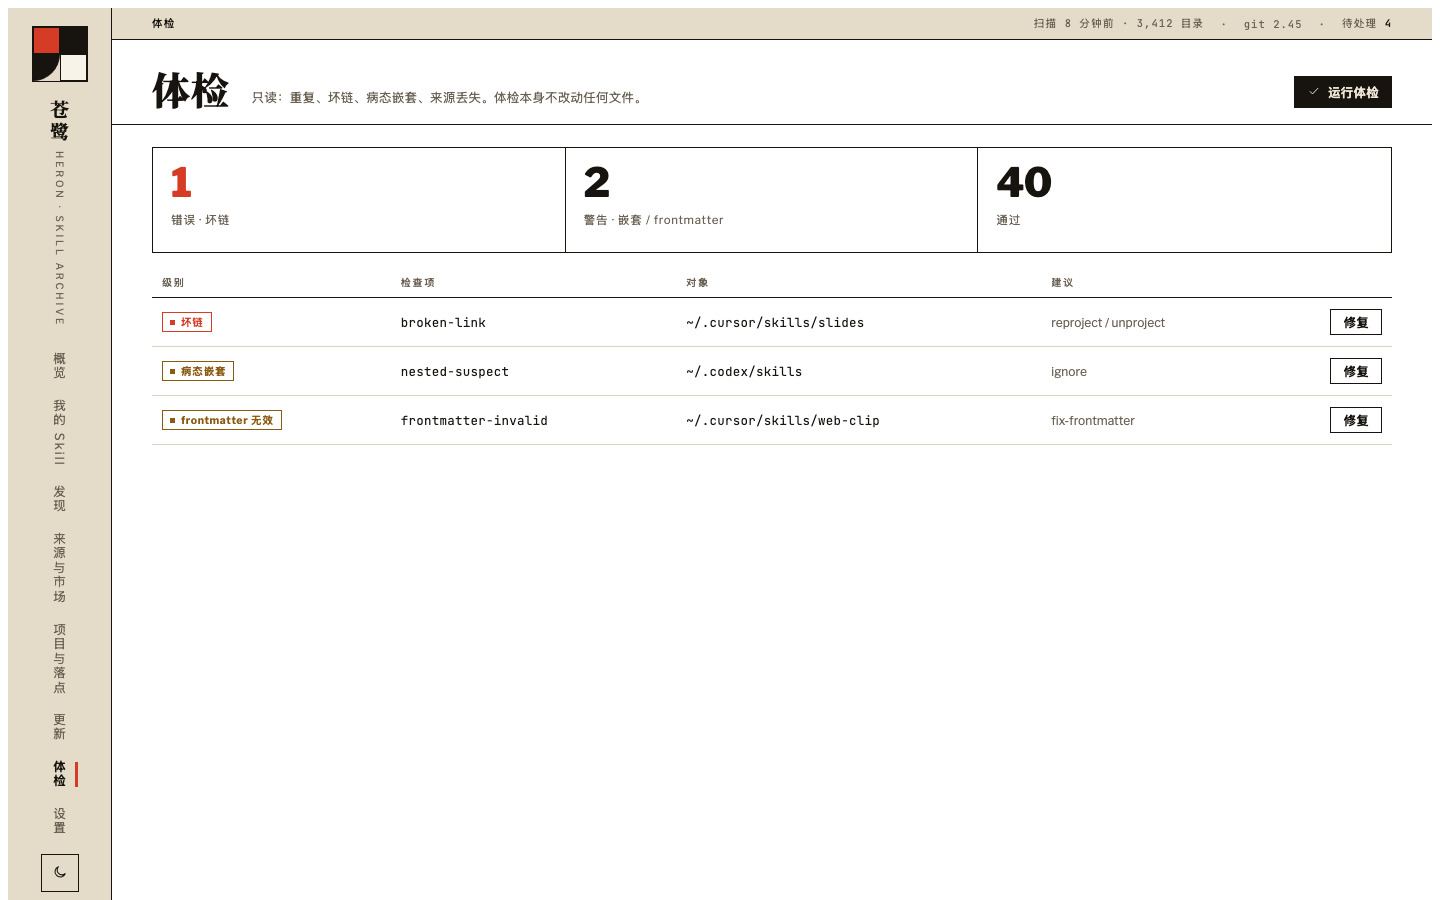 苍鹭
HERON · SKILL ARCHIVE
概览
我的 Skill
发现
来源与市场
项目与落点
更新
体检
设置
体检
扫描 8 分钟前 · 3,412 目录 · git 2.45 · 待处理 4
体检
只读：重复、坏链、病态嵌套、来源丢失。体检本身不改动任何文件。
运行体检
1
错误 · 坏链
2
警告 · 嵌套 / frontmatter
40
通过
级别 检查项 对象 建议
坏链 broken-link ~/.cursor/skills/slides reproject / unproject 修复
病态嵌套 nested-suspect ~/.codex/skills ignore 修复
frontmatter 无效 frontmatter-invalid ~/.cursor/skills/web-clip fix-frontmatter 修复